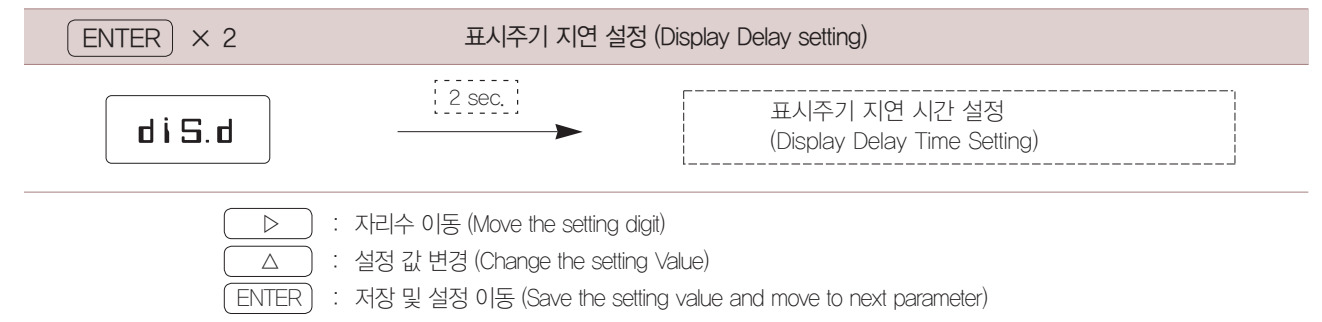 ENTER × 2 표시주기 지연 설정 (Display Delay setting)
2 sec.
diS.d
표시주기 지연 시간 설정
(Display Delay Time Setting)
▷ : 자리수 이동 (Move the setting digit)
△ : 설정 값 변경 (Change the setting Value)
ENTER : 저장 및 설정 이동 (Save the setting value and move to next parameter)